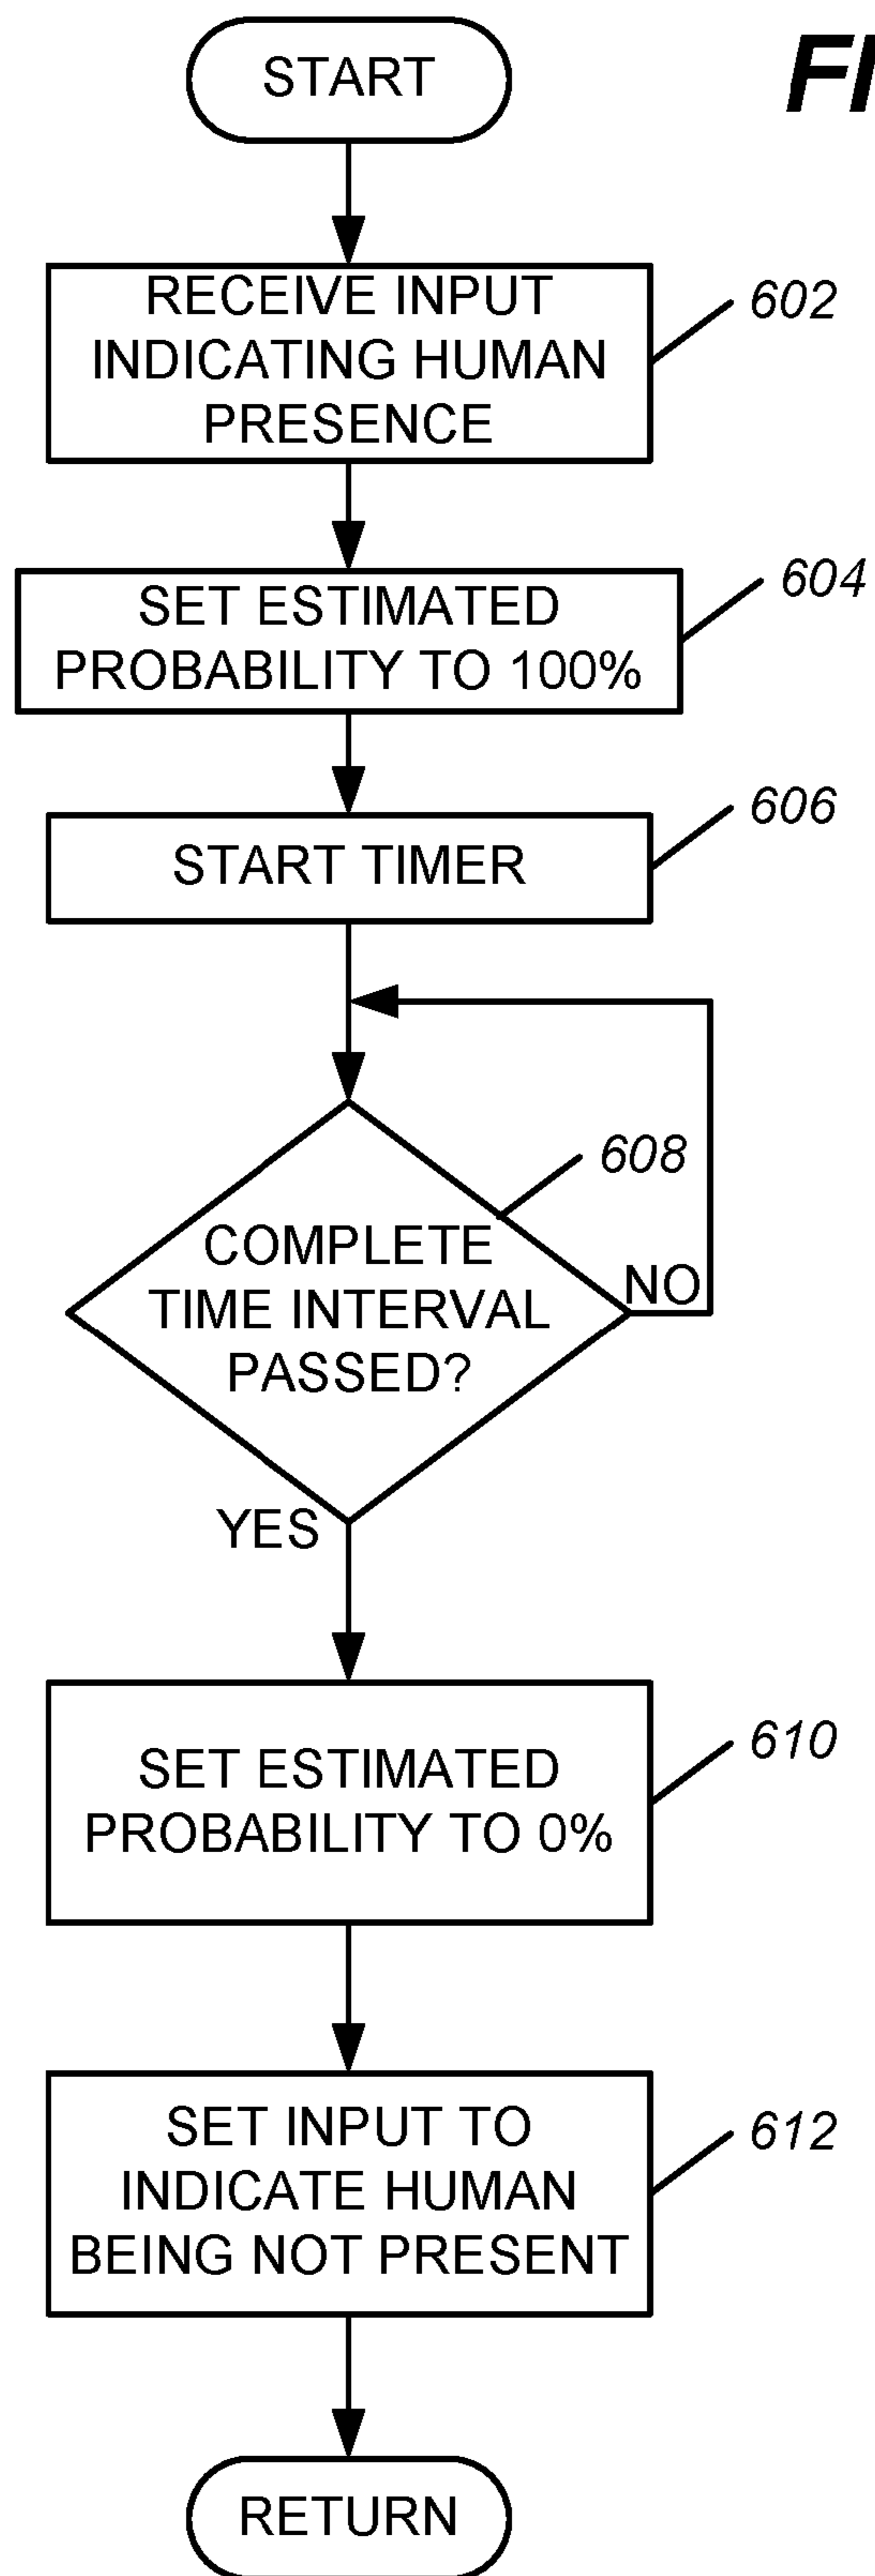 START
FI
RECEIVE INPUT
INDICATING HUMAN
PRESENCE
602
SET ESTIMATED
PROBABILITY TO 100%
604
START TIMER
606
608
COMPLETE
TIME INTERVAL
PASSED?
NO
YES
SET ESTIMATED
PROBABILITY TO 0%
610
SET INPUT TO
INDICATE HUMAN
BEING NOT PRESENT
612
RETURN